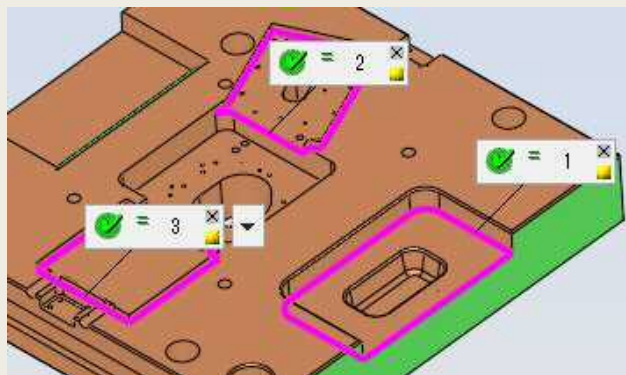 = 2
= 1
= 3